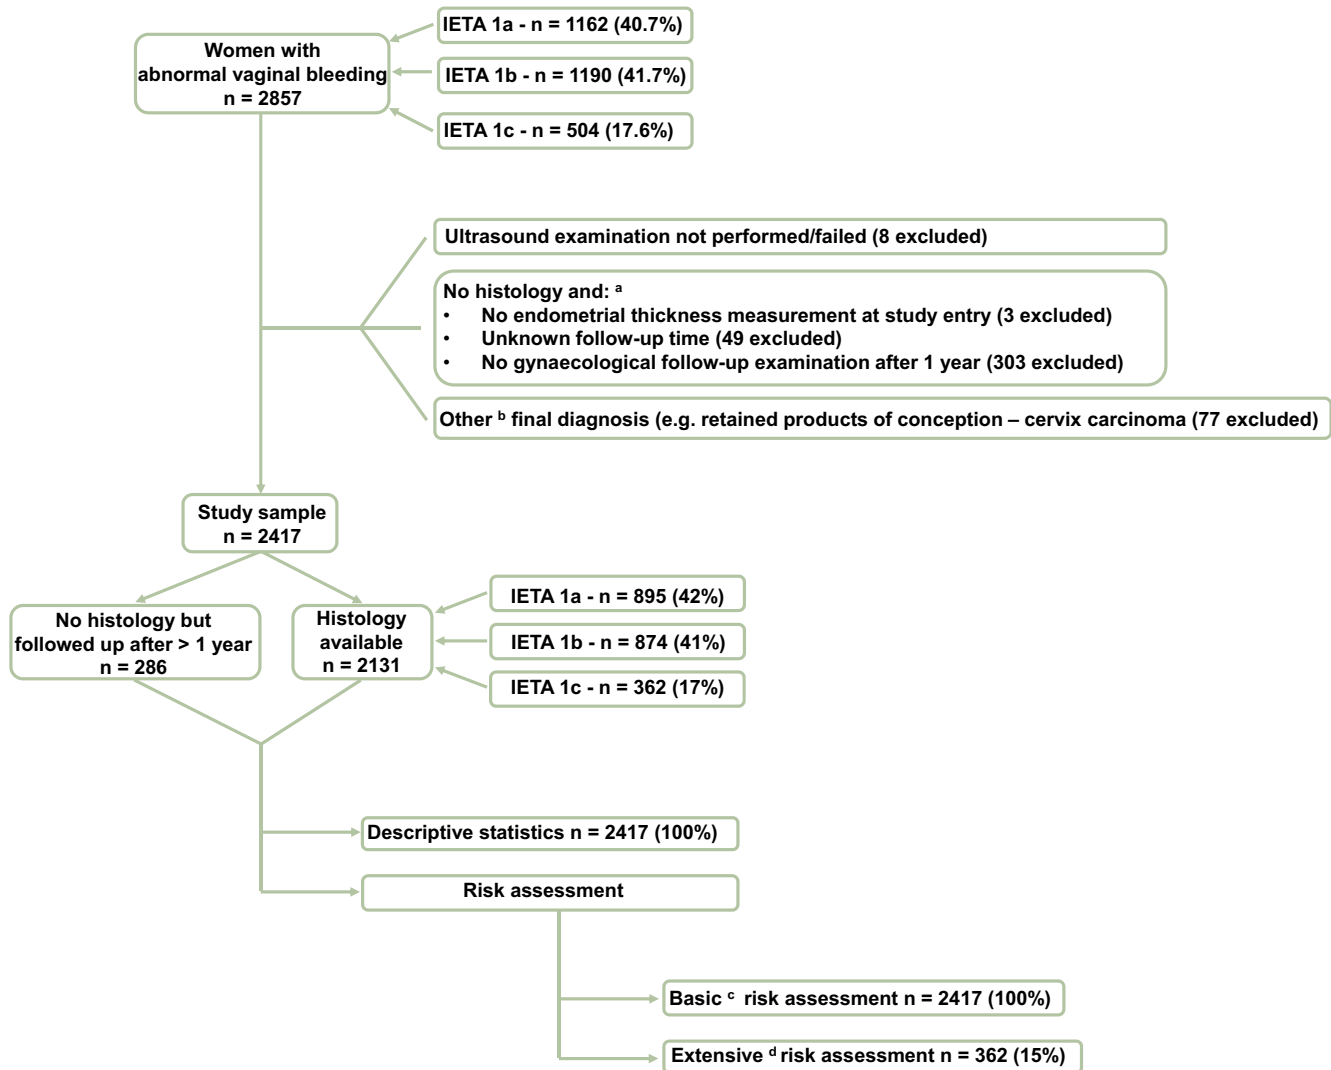 IETA 1a - n = 1162 (40.7%)
Women with
abnormal vaginal bleeding
n = 2857
IETA 1b - n = 1190 (41.7%)
IETA 1c - n = 504 (17.6%)
Ultrasound examination not performed/failed (8 excluded)
No histology and: a
• No endometrial thickness measurement at study entry (3 excluded)
• Unknown follow-up time (49 excluded)
• No gynaecological follow-up examination after 1 year (303 excluded)
Other b final diagnosis (e.g. retained products of conception – cervix carcinoma (77 excluded)
Study sample
n = 2417
No histology but
followed up after > 1 year
n = 286
Histology
available
n = 2131
IETA 1a - n = 895 (42%)
IETA 1b - n = 874 (41%)
IETA 1c - n = 362 (17%)
Descriptive statistics n = 2417 (100%)
Risk assessment
Basic c risk assessment n = 2417 (100%)
Extensive d risk assessment n = 362 (15%)